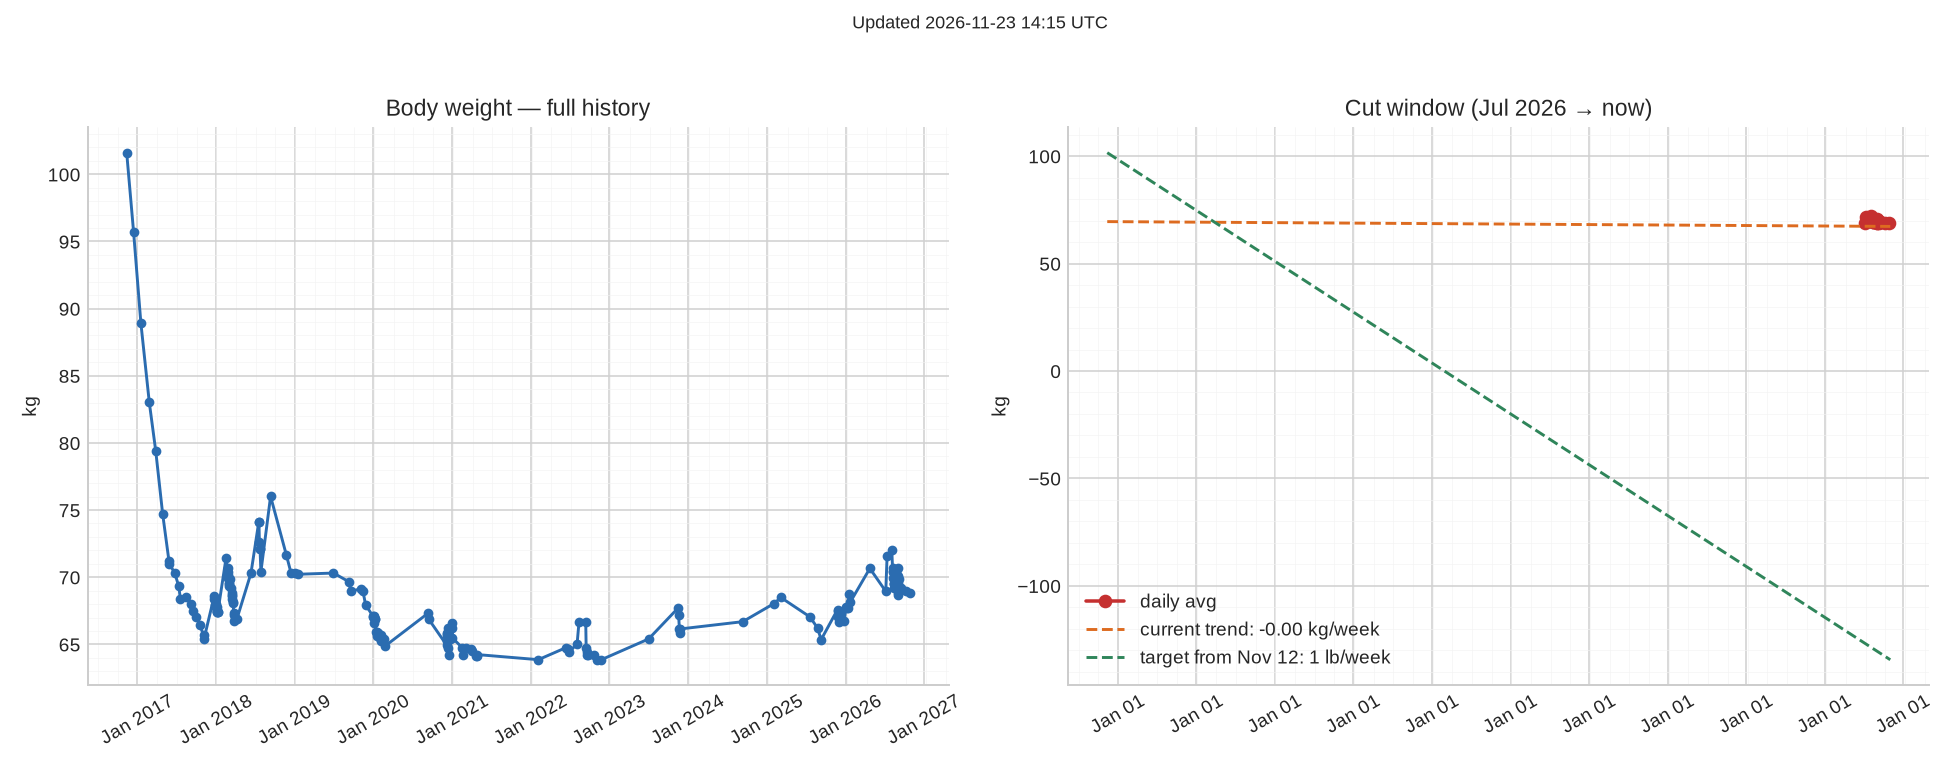 Updated 2026-11-23 14:15 UTC
Body weight — full history
kg
100
95
90
85
80
75
70
65
Jan 2017
Jan 2018
Jan 2019
Jan 2020
Jan 2021
Jan 2022
Jan 2023
Jan 2024
Jan 2025
Jan 2026
Jan 2027
Cut window (Jul 2026 → now)
kg
100
50
0
−50
−100
daily avg
current trend: -0.00 kg/week
target from Nov 12: 1 lb/week
Jan 01
Jan 01
Jan 01
Jan 01
Jan 01
Jan 01
Jan 01
Jan 01
Jan 01
Jan 01
Jan 01